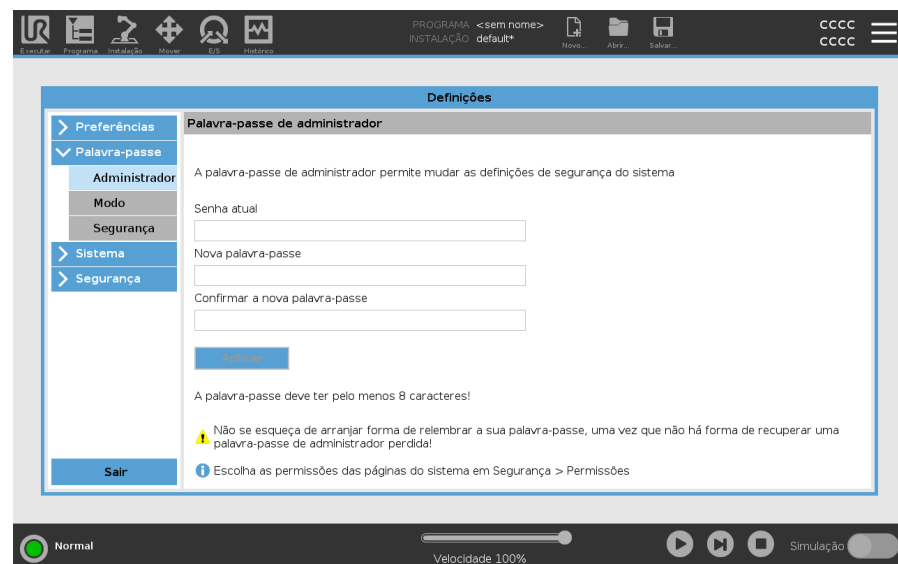 PROGRAMA <sem nome>
INSTALAÇÃO default*
Executar Programa Instalação Mover E/S Histórico Novo... Abrir... Salvar...
CCCC
CCCC
Definições
Preferências
Palavra-passe
Administrador
Modo
Segurança
Sistema
Segurança
Sair
Palavra-passe de administrador
A palavra-passe de administrador permite mudar as definições de segurança do sistema
Senha atual
Nova palavra-passe
Confirmar a nova palavra-passe
Aplicar
A palavra-passe deve ter pelo menos 8 caracteres!
Não se esqueça de arranjar forma de relembrar a sua palavra-passe, uma vez que não há forma de recuperar uma
palavra-passe de administrador perdida!
Escolha as permissões das páginas do sistema em Segurança > Permissões
Normal
Velocidade 100%
Simulação